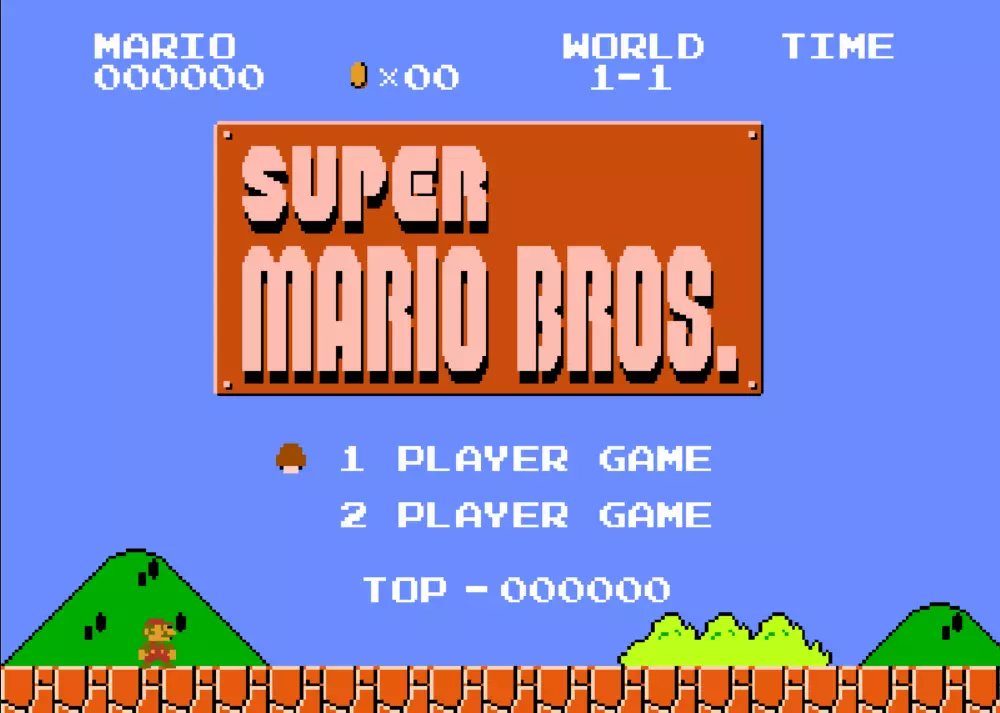 MARIO WORLD TIME
000000 ×00 1-1
SUPER
MARIO BROS.
1 PLAYER GAME
2 PLAYER GAME
TOP - 000000